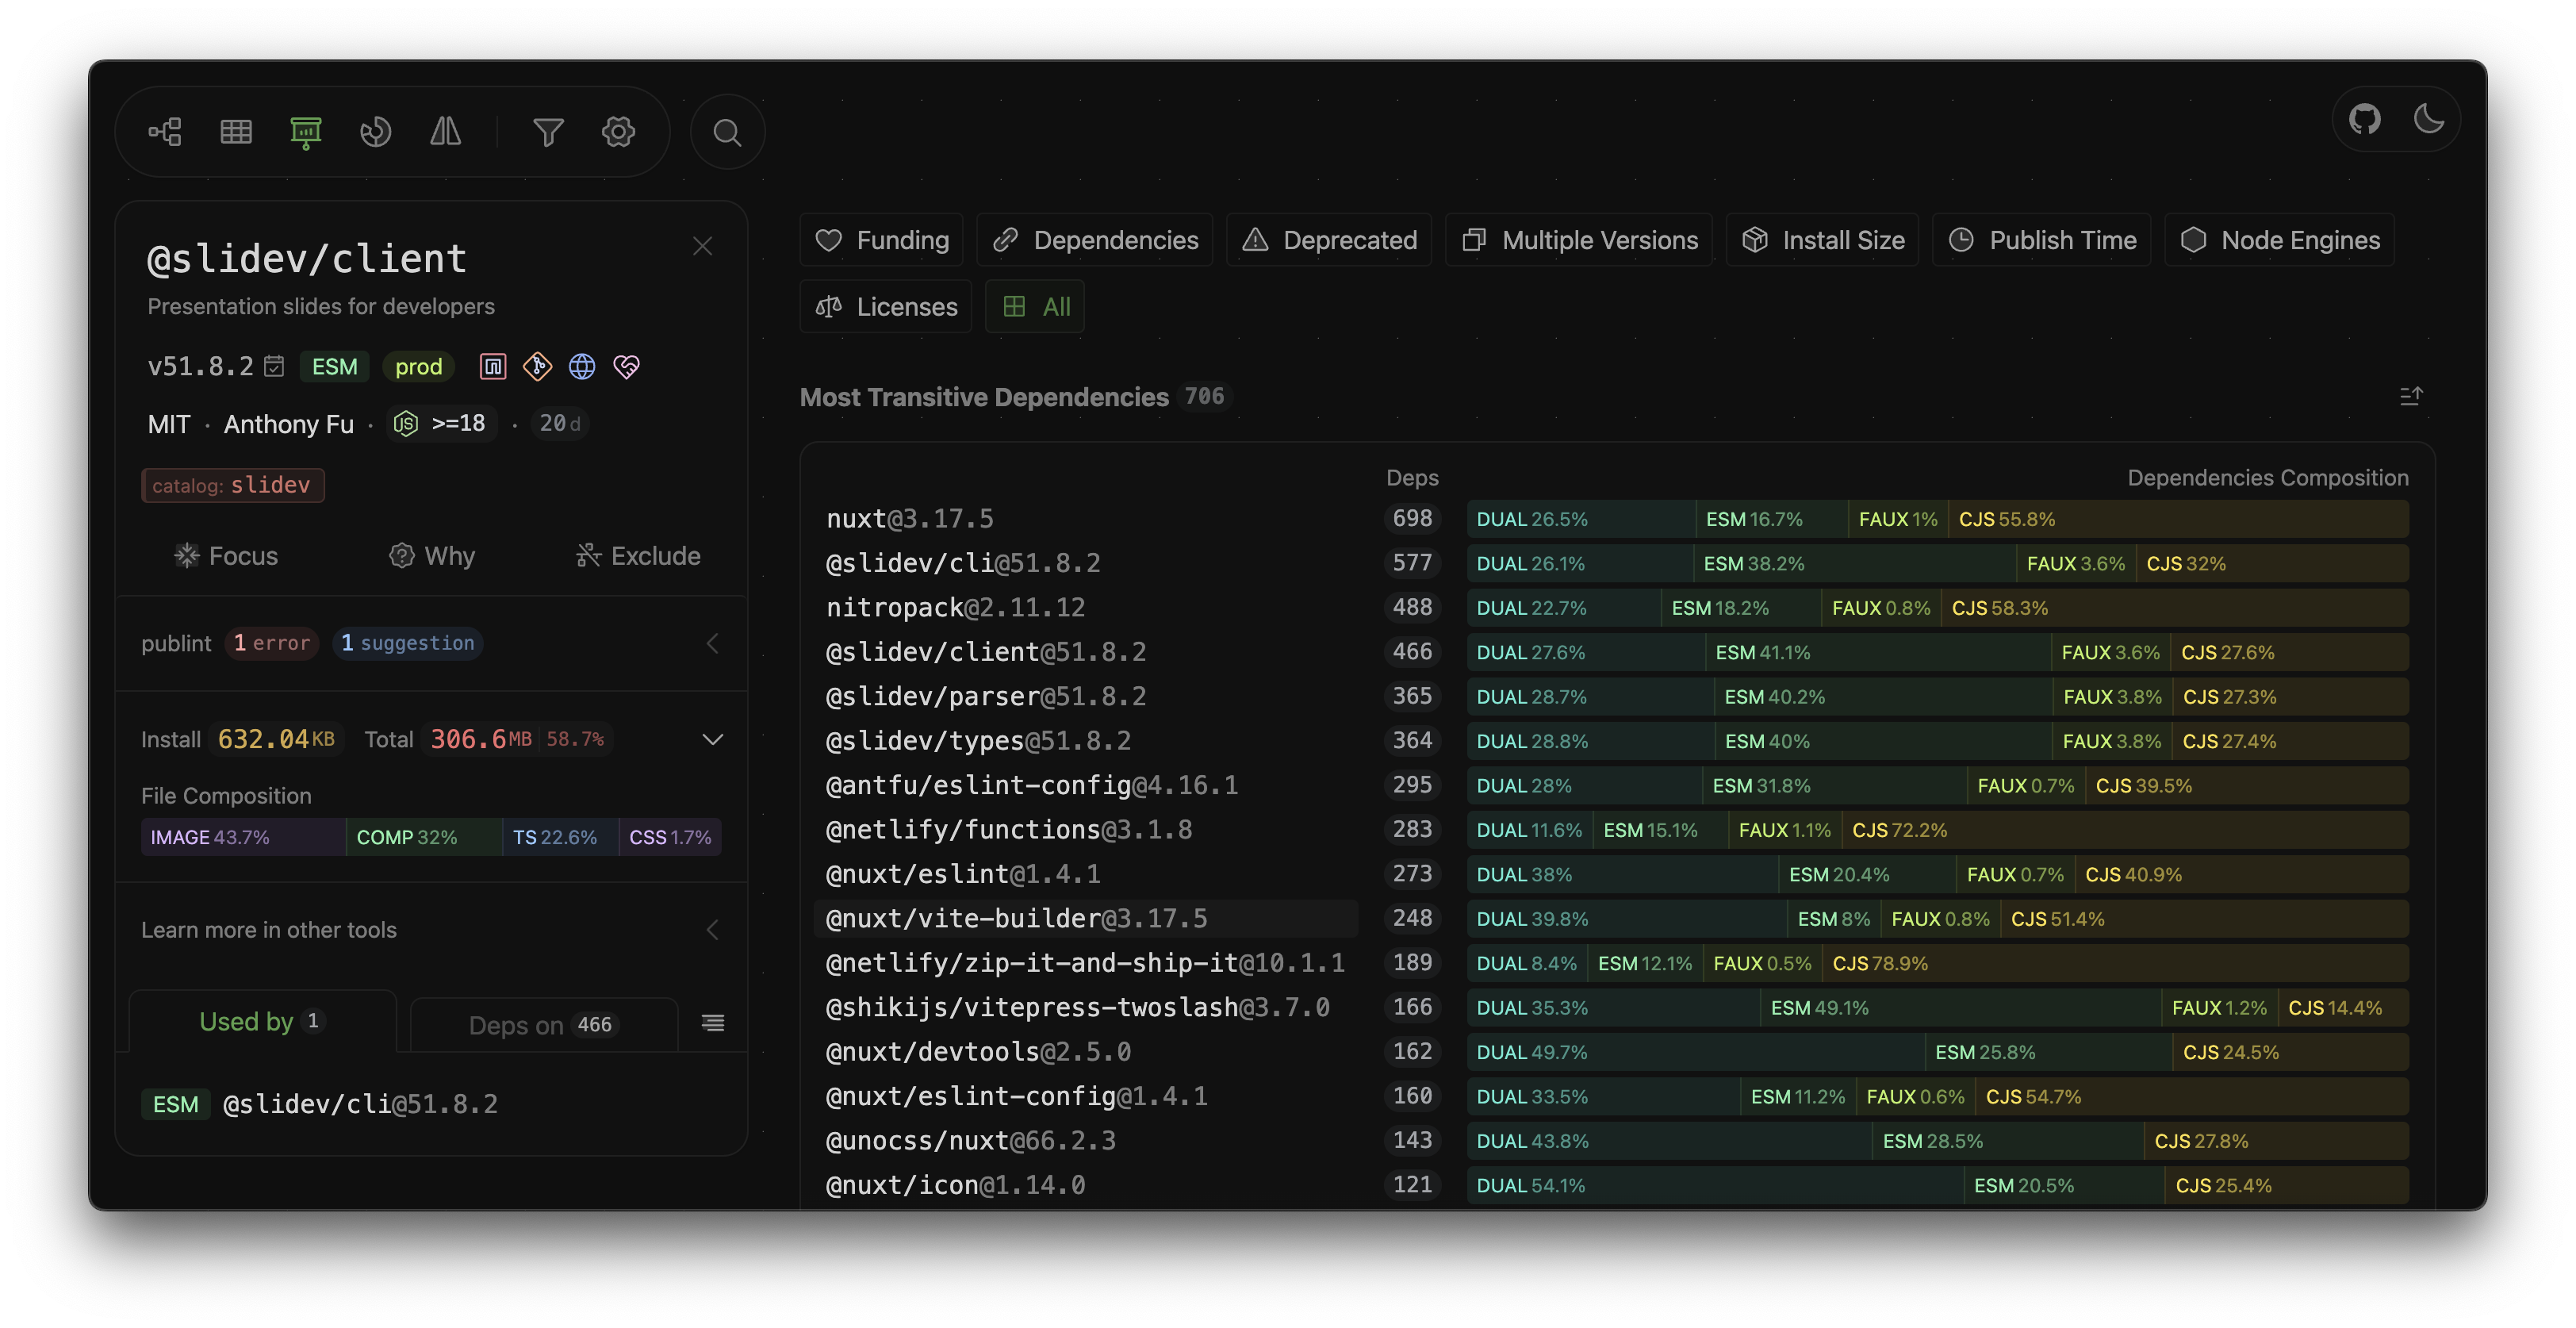 @slidev/client
Presentation slides for developers
v51.8.2 ESM prod
MIT · Anthony Fu · JS >=18 · 20d
catalog: slidev
Focus Why Exclude
publint 1 error 1 suggestion
Install 632.04KB Total 306.6MB 58.7%
File Composition
IMAGE 43.7% COMP 32% TS 22.6% CSS 1.7%
Learn more in other tools
Used by 1 Deps on 466
ESM @slidev/cli@51.8.2
Funding Dependencies Deprecated Multiple Versions Install Size Publish Time Node Engines
Licenses All
Most Transitive Dependencies 706
Deps Dependencies Composition
nuxt@3.17.5 698 DUAL 26.5% ESM 16.7% FAUX 1% CJS 55.8%
@slidev/cli@51.8.2 577 DUAL 26.1% ESM 38.2% FAUX 3.6% CJS 32%
nitropack@2.11.12 488 DUAL 22.7% ESM 18.2% FAUX 0.8% CJS 58.3%
@slidev/client@51.8.2 466 DUAL 27.6% ESM 41.1% FAUX 3.6% CJS 27.6%
@slidev/parser@51.8.2 365 DUAL 28.7% ESM 40.2% FAUX 3.8% CJS 27.3%
@slidev/types@51.8.2 364 DUAL 28.8% ESM 40% FAUX 3.8% CJS 27.4%
@antfu/eslint-config@4.16.1 295 DUAL 28% ESM 31.8% FAUX 0.7% CJS 39.5%
@netlify/functions@3.1.8 283 DUAL 11.6% ESM 15.1% FAUX 1.1% CJS 72.2%
@nuxt/eslint@1.4.1 273 DUAL 38% ESM 20.4% FAUX 0.7% CJS 40.9%
@nuxt/vite-builder@3.17.5 248 DUAL 39.8% ESM 8% FAUX 0.8% CJS 51.4%
@netlify/zip-it-and-ship-it@10.1.1 189 DUAL 8.4% ESM 12.1% FAUX 0.5% CJS 78.9%
@shikijs/vitepress-twoslash@3.7.0 166 DUAL 35.3% ESM 49.1% FAUX 1.2% CJS 14.4%
@nuxt/devtools@2.5.0 162 DUAL 49.7% ESM 25.8% CJS 24.5%
@nuxt/eslint-config@1.4.1 160 DUAL 33.5% ESM 11.2% FAUX 0.6% CJS 54.7%
@unocss/nuxt@66.2.3 143 DUAL 43.8% ESM 28.5% CJS 27.8%
@nuxt/icon@1.14.0 121 DUAL 54.1% ESM 20.5% CJS 25.4%